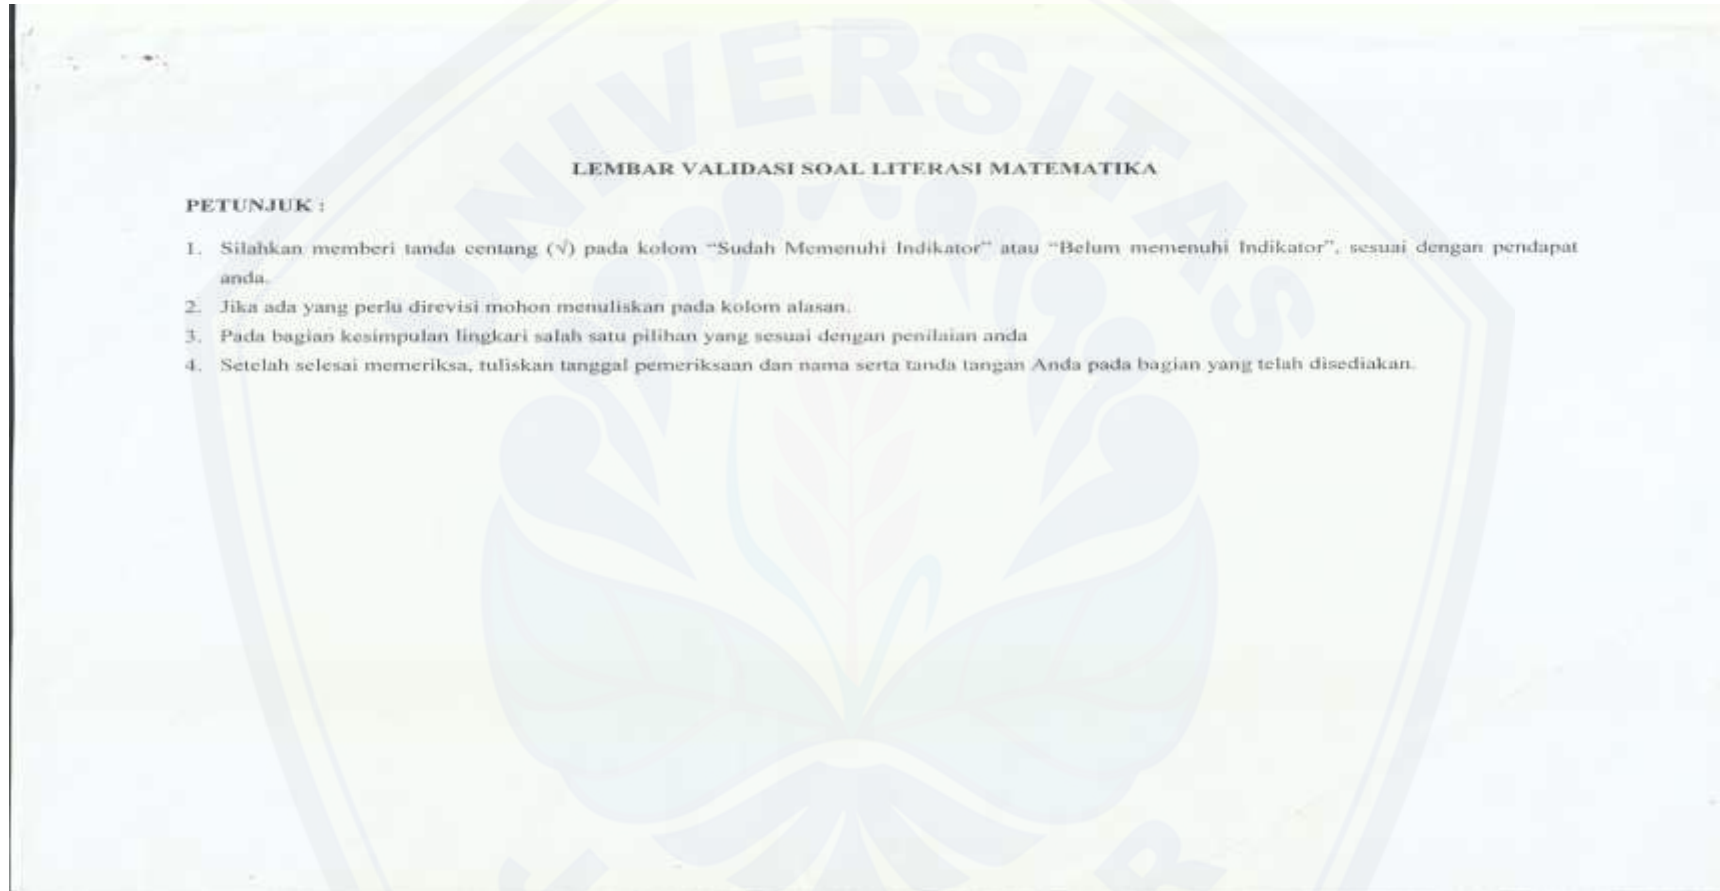 UNIVERSITAS
LEMBAR VALIDASI SOAL LITERASI MATEMATIKA
PETUNJUK :
1. Silahkan memberi tanda centang (√) pada kolom “Sudah Memenuhi Indikator” atau “Belum memenuhi Indikator”, sesuai dengan pendapat
anda.
2. Jika ada yang perlu direvisi mohon menuliskan pada kolom alasan.
3. Pada bagian kesimpulan lingkari salah satu pilihan yang sesuai dengan penilaian anda
4. Setelah selesai memeriksa, tuliskan tanggal pemeriksaan dan nama serta tanda tangan Anda pada bagian yang telah disediakan.